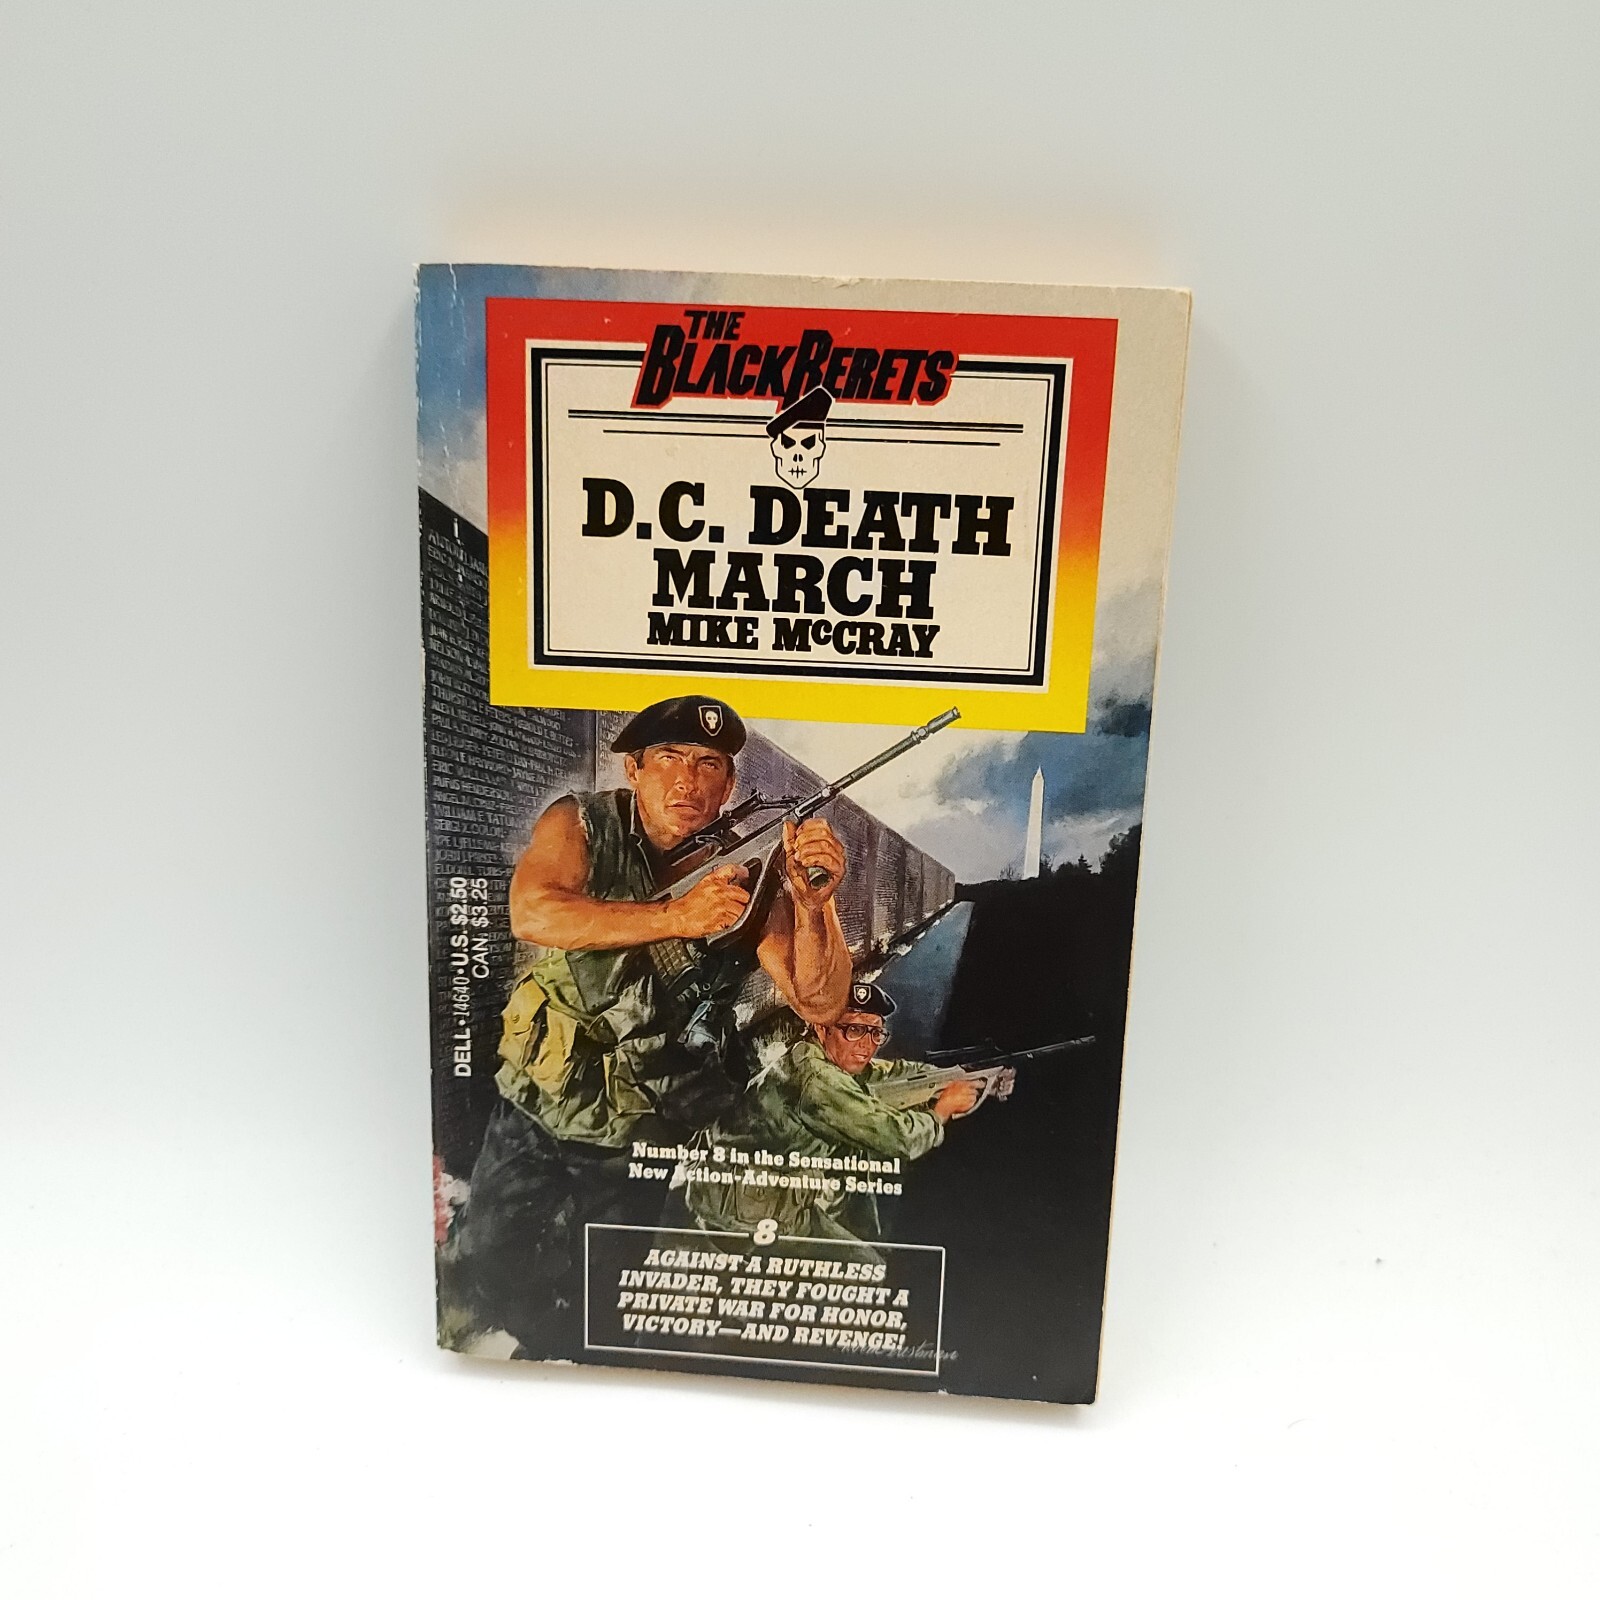 THE
BLACK BERETS
D.C. DEATH
MARCH
MIKE McCRAY
DELL • 14640 • U.S. $2.50
CAN. $3.25
Number 8 in the Sensational
New Action-Adventure Series
8
AGAINST A RUTHLESS
INVADER, THEY FOUGHT A
PRIVATE WAR FOR HONOR,
VICTORY—AND REVENGE!